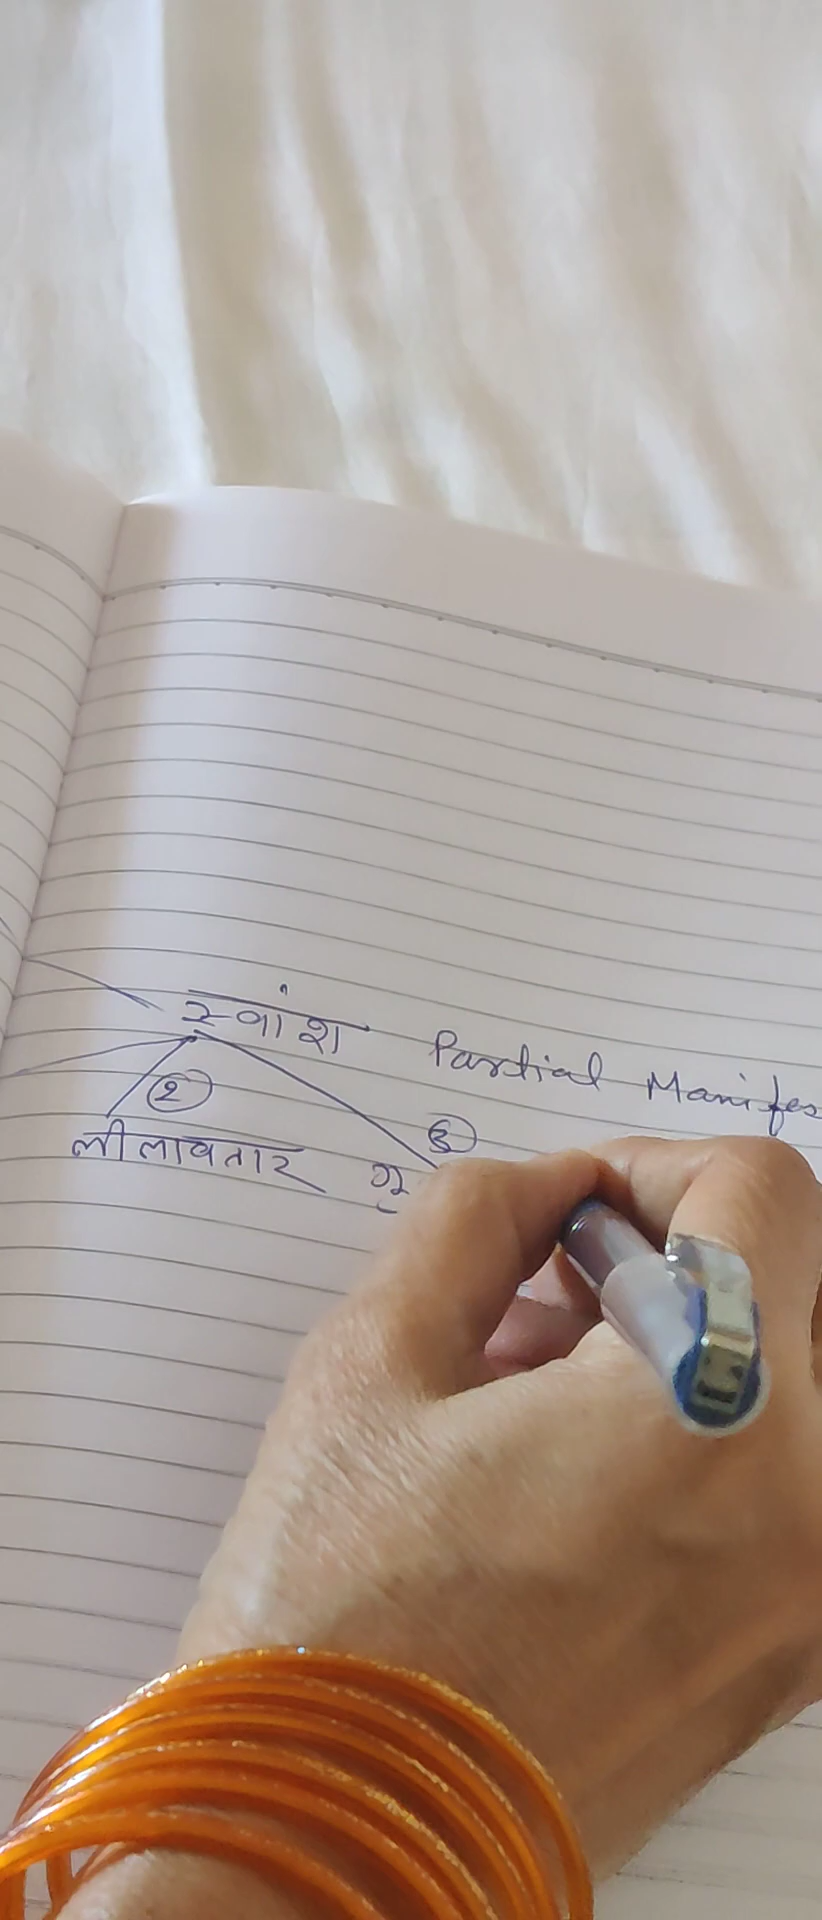 स्वांश Partial Manifes
② ③
लीलावतार गु